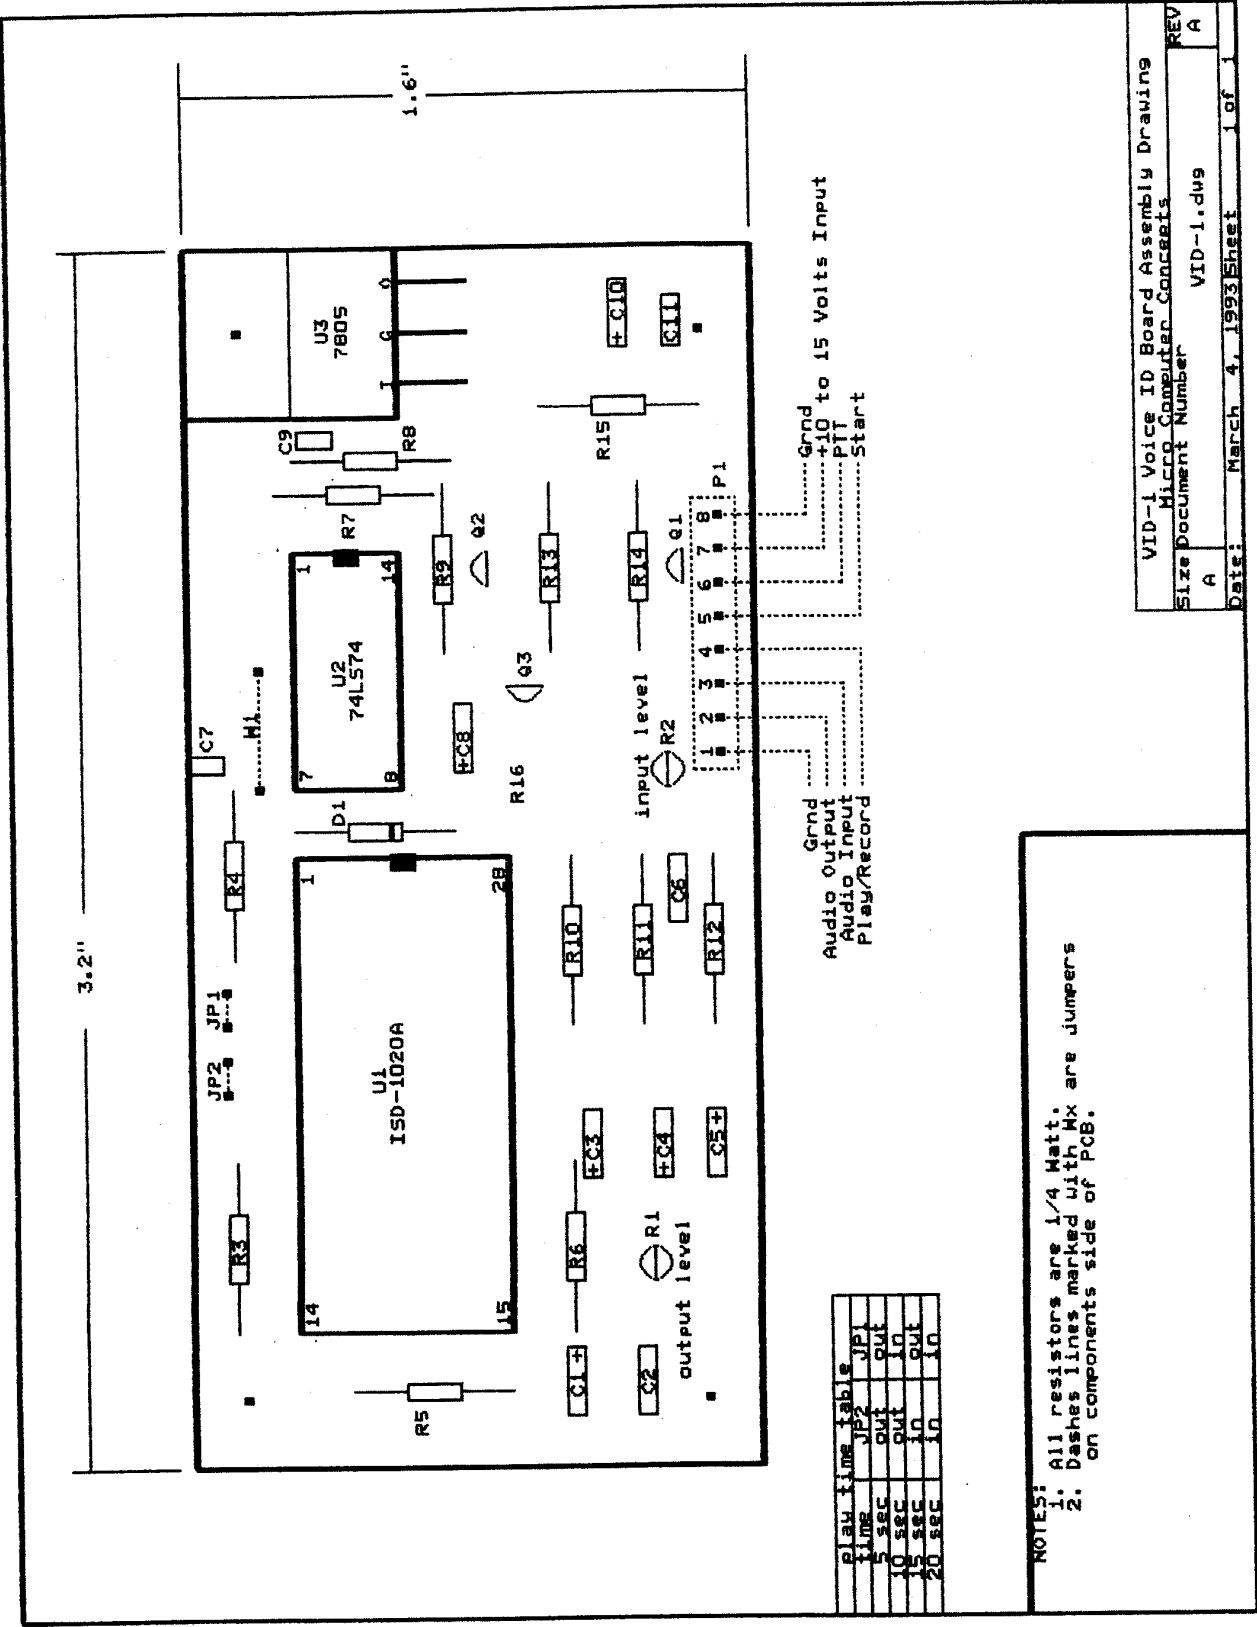 3.2"
1.6"
JP2
JP1
R3
R4
C7
W1
14
1
U1
ISD-1020A
15
28
D1
7
1
U2
74LS74
8
14
R7
C9
R8
U3
7805
I
G
O
R5
R9
+C8
Q2
Q3
R16
C1+
R6
+C3
R10
R13
R15
+C10
C2
R1
output level
+C4
R11
input level
R14
C11
C6
R2
Q1
C5+
R12
1
2
3
4
5
6
7
8
P1
Grnd
Audio Output
Audio Input
Play/Record
Grnd
+10 to 15 Volts Input
PTT
Start
play time table
time JP2 JP1
5 sec out out
10 sec out in
15 sec in out
20 sec in in
NOTES:
1. All resistors are 1/4 Watt.
2. Dashes lines marked with Wx are jumpers
on components side of PCB.
VID-1 Voice ID Board Assembly Drawing
Micro Computer Concepts
Size Document Number REV
A VID-1.dwg A
Date: March 4, 1993 Sheet 1 of 1